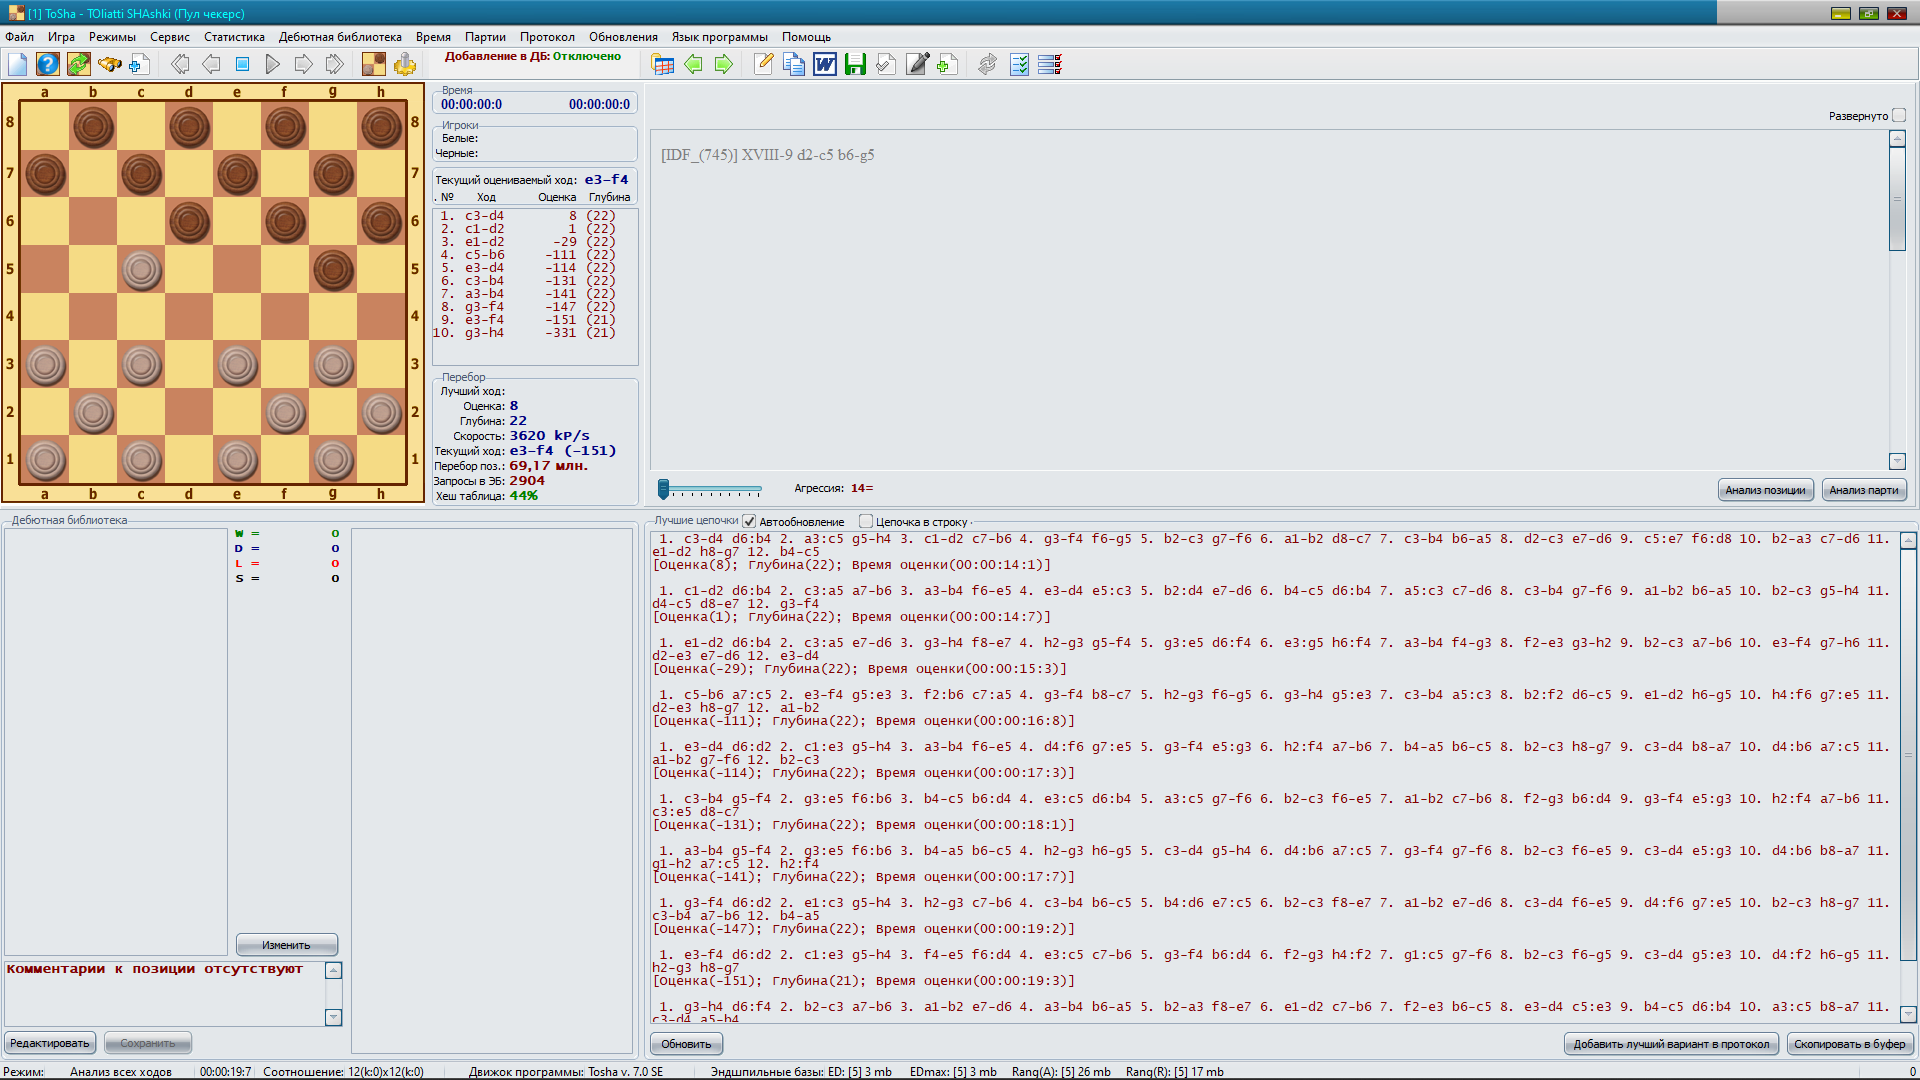 [1] ToSha - TOliatti SHAshki (Пул чекерс)
Файл Игра Режимы Сервис Статистика Дебютная библиотека Время Партии Протокол Обновления Язык программы Помощь
Добавление в ДБ: Отключено
a b c d e f g h
8 8
7 7
6 6
5 5
4 4
3 3
2 2
1 1
a b c d e f g h
Время
00:00:00:0 00:00:00:0
Игроки
Белые:
Черные:
Текущий оцениваемый ход: e3-f4
. № Ход Оценка Глубина
1. c3-d4 8 (22)
2. c1-d2 1 (22)
3. e1-d2 -29 (22)
4. c5-b6 -111 (22)
5. e3-d4 -114 (22)
6. c3-b4 -131 (22)
7. a3-b4 -141 (22)
8. g3-f4 -147 (22)
9. e3-f4 -151 (21)
10. g3-h4 -331 (21)
Перебор
Лучший ход:
Оценка: 8
Глубина: 22
Скорость: 3620 kP/s
Текущий ход: e3-f4 (-151)
Перебор поз.: 69,17 млн.
Запросы в ЭБ: 2904
Хеш таблица: 44%
Развернуто
[IDF_(745)] XVIII-9 d2-c5 b6-g5
Агрессия: 14=
Анализ позиции Анализ парти
Дебютная библиотека
W = 0
D = 0
L = 0
S = 0
Изменить
Комментарии к позиции отсутствуют
Редактировать Сохранить
Лучшие цепочки Автообновление Цепочка в строку
1. c3-d4 d6:b4 2. a3:c5 g5-h4 3. c1-d2 c7-b6 4. g3-f4 f6-g5 5. b2-c3 g7-f6 6. a1-b2 d8-c7 7. c3-b4 b6-a5 8. d2-c3 e7-d6 9. c5:e7 f6:d8 10. b2-a3 c7-d6 11.
e1-d2 h8-g7 12. b4-c5
[Оценка(8); Глубина(22); Время оценки(00:00:14:1)]
1. c1-d2 d6:b4 2. c3:a5 a7-b6 3. a3-b4 f6-e5 4. e3-d4 e5:c3 5. b2:d4 e7-d6 6. b4-c5 d6:b4 7. a5:c3 c7-d6 8. c3-b4 g7-f6 9. a1-b2 b6-a5 10. b2-c3 g5-h4 11.
d4-c5 d8-e7 12. g3-f4
[Оценка(1); Глубина(22); Время оценки(00:00:14:7)]
1. e1-d2 d6:b4 2. c3:a5 e7-d6 3. g3-h4 f8-e7 4. h2-g3 g5-f4 5. g3:e5 d6:f4 6. e3:g5 h6:f4 7. a3-b4 f4-g3 8. f2-e3 g3-h2 9. b2-c3 a7-b6 10. e3-f4 g7-h6 11.
d2-e3 e7-d6 12. e3-d4
[Оценка(-29); Глубина(22); Время оценки(00:00:15:3)]
1. c5-b6 a7:c5 2. e3-f4 g5:e3 3. f2:b6 c7:a5 4. g3-f4 b8-c7 5. h2-g3 f6-g5 6. g3-h4 g5:e3 7. c3-b4 a5:c3 8. b2:f2 d6-c5 9. e1-d2 h6-g5 10. h4:f6 g7:e5 11.
d2-e3 h8-g7 12. a1-b2
[Оценка(-111); Глубина(22); Время оценки(00:00:16:8)]
1. e3-d4 d6:d2 2. c1:e3 g5-h4 3. a3-b4 f6-e5 4. d4:f6 g7:e5 5. g3-f4 e5:g3 6. h2:f4 a7-b6 7. b4-a5 b6-c5 8. b2-c3 h8-g7 9. c3-d4 b8-a7 10. d4:b6 a7:c5 11.
a1-b2 g7-f6 12. b2-c3
[Оценка(-114); Глубина(22); Время оценки(00:00:17:3)]
1. c3-b4 g5-f4 2. g3:e5 f6:b6 3. b4-c5 b6:d4 4. e3:c5 d6:b4 5. a3:c5 g7-f6 6. b2-c3 f6-e5 7. a1-b2 c7-b6 8. f2-g3 b6:d4 9. g3-f4 e5:g3 10. h2:f4 a7-b6 11.
c3:e5 d8-c7
[Оценка(-131); Глубина(22); Время оценки(00:00:18:1)]
1. a3-b4 g5-f4 2. g3:e5 f6:b6 3. b4-a5 b6-c5 4. h2-g3 h6-g5 5. c3-d4 g5-h4 6. d4:b6 a7:c5 7. g3-f4 g7-f6 8. b2-c3 f6-e5 9. c3-d4 e5:g3 10. d4:b6 b8-a7 11.
g1-h2 a7:c5 12. h2:f4
[Оценка(-141); Глубина(22); Время оценки(00:00:17:7)]
1. g3-f4 d6:d2 2. e1:c3 g5-h4 3. h2-g3 c7-b6 4. c3-b4 b6-c5 5. b4:d6 e7:c5 6. b2-c3 f8-e7 7. a1-b2 e7-d6 8. c3-d4 f6-e5 9. d4:f6 g7:e5 10. b2-c3 h8-g7 11.
c3-b4 a7-b6 12. b4-a5
[Оценка(-147); Глубина(22); Время оценки(00:00:19:2)]
1. e3-f4 d6:d2 2. c1:e3 g5-h4 3. f4-e5 f6:d4 4. e3:c5 c7-b6 5. g3-f4 b6:d4 6. f2-g3 h4:f2 7. g1:c5 g7-f6 8. b2-c3 f6-g5 9. c3-d4 g5:e3 10. d4:f2 h6-g5 11.
h2-g3 h8-g7
[Оценка(-151); Глубина(21); Время оценки(00:00:19:3)]
1. g3-h4 d6:f4 2. b2-c3 a7-b6 3. a1-b2 e7-d6 4. a3-b4 b6-a5 5. b2-a3 f8-e7 6. e1-d2 c7-b6 7. f2-e3 b6-c5 8. e3-d4 c5:e3 9. b4-c5 d6:b4 10. a3:c5 b8-a7 11.
c3-d4 a5-b4
Обновить Добавить лучший вариант в протокол Скопировать в буфер
Режим: Анализ всех ходов 00:00:19:7 Соотношение: 12(k:0)x12(k:0) Движок программы: Tosha v. 7.0 SE Эндшпильные базы: ED: [5] 3 mb EDmax: [5] 3 mb Rang(A): [5] 26 mb Rang(R): [5] 17 mb 0